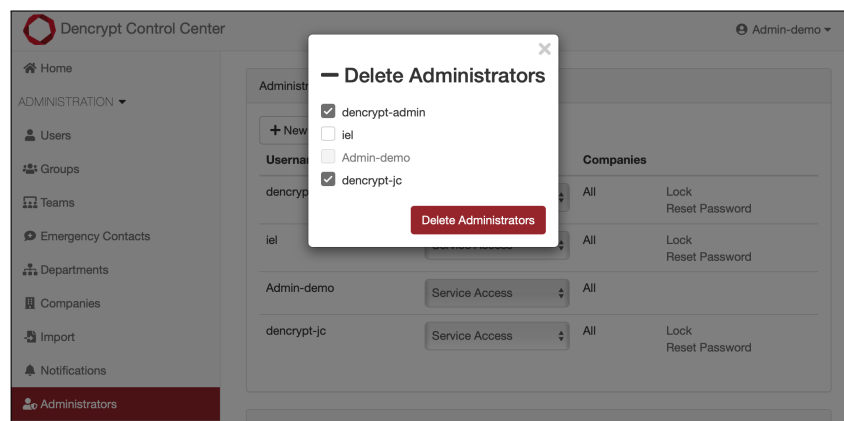 Dencrypt Control Center
Admin-demo
Home
ADMINISTRATION
Users
Groups
Teams
Emergency Contacts
Departments
Companies
Import
Notifications
Administrators
Delete Administrators
dencrypt-admin
iel
Admin-demo
dencrypt-jc
Delete Administrators
New
Companies
All
Lock
Reset Password
iel
Service Access
All
Lock
Reset Password
Admin-demo
Service Access
All
dencrypt-jc
Service Access
All
Lock
Reset Password